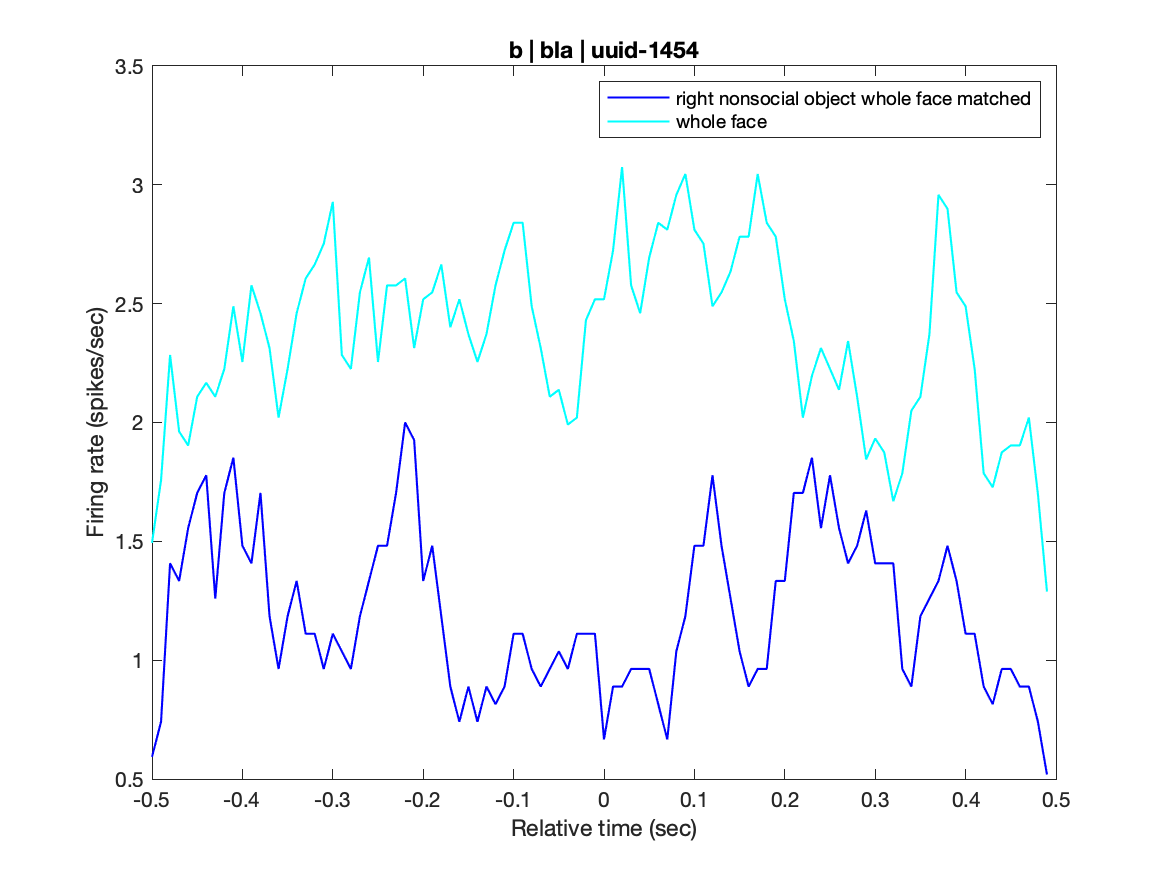 b | bla | uuid-1454
right nonsocial object whole face matched
whole face
Firing rate (spikes/sec)
3.5
3
2.5
2
1.5
1
0.5
-0.5 -0.4 -0.3 -0.2 -0.1 0 0.1 0.2 0.3 0.4 0.5
Relative time (sec)